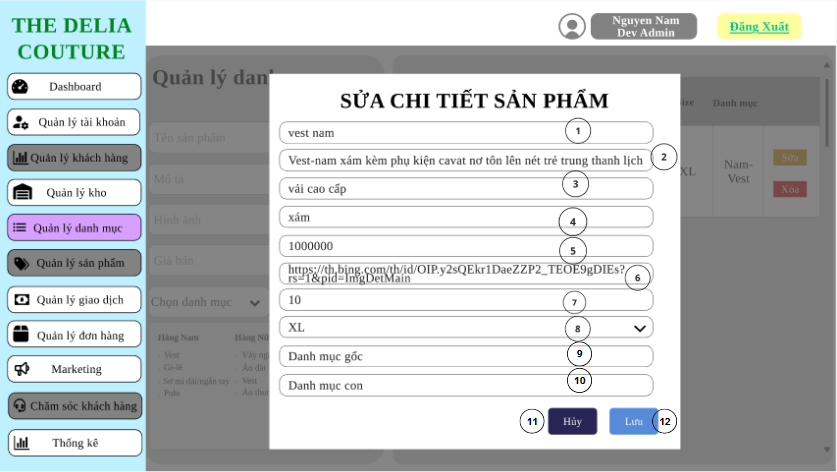 THE DELIA
COUTURE
Nguyen Nam
Dev Admin
Đăng Xuất
Dashboard
Quản lý tài khoản
Quản lý khách hàng
Quản lý kho
Quản lý danh mục
Quản lý sản phẩm
Quản lý giao dịch
Quản lý đơn hàng
Marketing
Chăm sóc khách hàng
Thống kê
Quản lý dan
Tên sản phẩm
Mô tả
Hình ảnh
Giá bán
Chọn danh mục
Hàng Nam
Vest
Gi-lê
Sơ mi dài/ngắn tay
Polo
Hàng Nữ
Váy ng
Áo dài
Vest
Áo thu
SỬA CHI TIẾT SẢN PHẨM
vest nam
1
Vest-nam xám kèm phụ kiện cavat nơ tôn lên nét trẻ trung thanh lịch
2
vải cao cấp
3
xám
4
1000000
5
https://th.bing.com/th/id/OIP.y2sQEkr1DaeZZP2_TEOE9gDIEs?
rs=1&pid=ImgDetMain
6
10
7
XL
8
Danh mục gốc
9
Danh mục con
10
11
Hủy
Lưu
12
ize
Danh mục
XL
Nam-
Vest
Sửa
Xóa